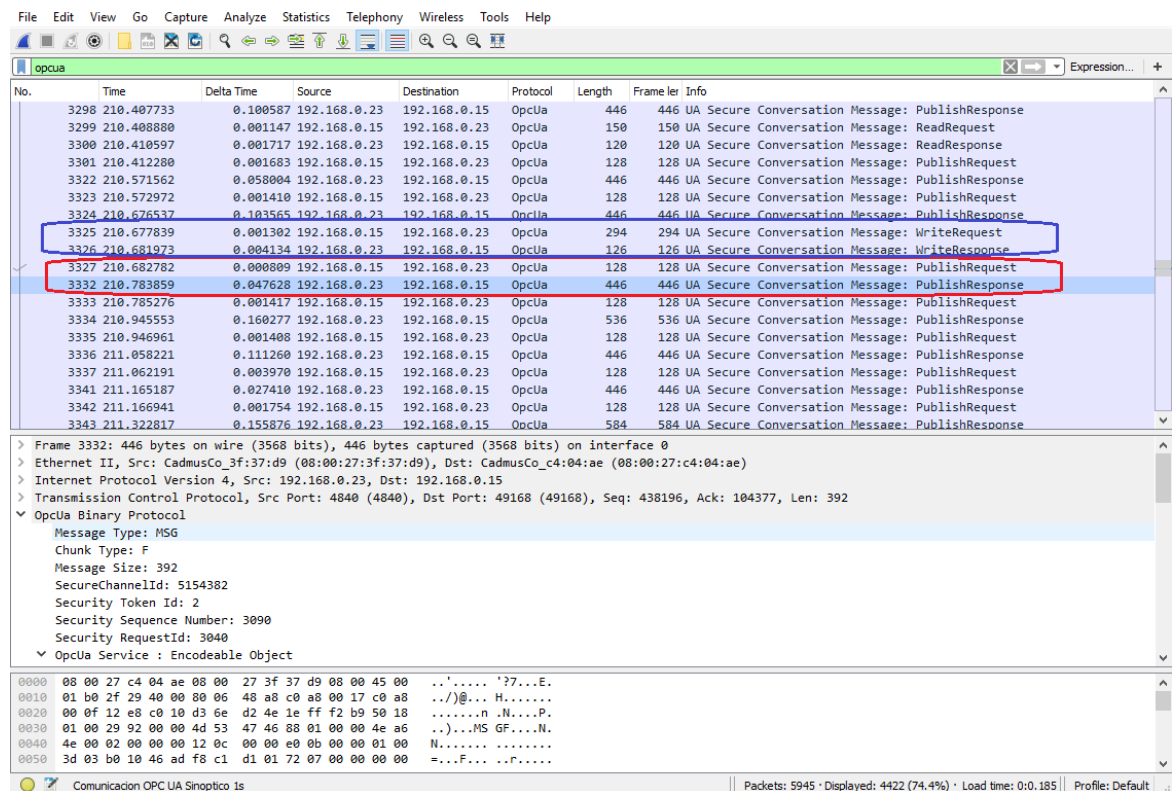 File Edit View Go Capture Analyze Statistics Telephony Wireless Tools Help
opcua Expression... +
No. Time Delta Time Source Destination Protocol Length Frame ler Info
3298 210.407733 0.100587 192.168.0.23 192.168.0.15 OpcUa 446 446 UA Secure Conversation Message: PublishResponse
3299 210.408880 0.001147 192.168.0.15 192.168.0.23 OpcUa 150 150 UA Secure Conversation Message: ReadRequest
3300 210.410597 0.001717 192.168.0.23 192.168.0.15 OpcUa 120 120 UA Secure Conversation Message: ReadResponse
3301 210.412280 0.001683 192.168.0.15 192.168.0.23 OpcUa 128 128 UA Secure Conversation Message: PublishRequest
3322 210.571562 0.058004 192.168.0.23 192.168.0.15 OpcUa 446 446 UA Secure Conversation Message: PublishResponse
3323 210.572972 0.001410 192.168.0.15 192.168.0.23 OpcUa 128 128 UA Secure Conversation Message: PublishRequest
3324 210.676537 0.103565 192.168.0.23 192.168.0.15 OpcUa 446 446 UA Secure Conversation Message: PublishResponse
3325 210.677839 0.001302 192.168.0.15 192.168.0.23 OpcUa 294 294 UA Secure Conversation Message: WriteRequest
3326 210.681973 0.004134 192.168.0.23 192.168.0.15 OpcUa 126 126 UA Secure Conversation Message: WriteResponse
3327 210.682782 0.000809 192.168.0.15 192.168.0.23 OpcUa 128 128 UA Secure Conversation Message: PublishRequest
3332 210.783859 0.047628 192.168.0.23 192.168.0.15 OpcUa 446 446 UA Secure Conversation Message: PublishResponse
3333 210.785276 0.001417 192.168.0.15 192.168.0.23 OpcUa 128 128 UA Secure Conversation Message: PublishRequest
3334 210.945553 0.160277 192.168.0.23 192.168.0.15 OpcUa 536 536 UA Secure Conversation Message: PublishResponse
3335 210.946961 0.001408 192.168.0.15 192.168.0.23 OpcUa 128 128 UA Secure Conversation Message: PublishRequest
3336 211.058221 0.111260 192.168.0.23 192.168.0.15 OpcUa 446 446 UA Secure Conversation Message: PublishResponse
3337 211.062191 0.003970 192.168.0.15 192.168.0.23 OpcUa 128 128 UA Secure Conversation Message: PublishRequest
3341 211.165187 0.027410 192.168.0.23 192.168.0.15 OpcUa 446 446 UA Secure Conversation Message: PublishResponse
3342 211.166941 0.001754 192.168.0.15 192.168.0.23 OpcUa 128 128 UA Secure Conversation Message: PublishRequest
3343 211.322817 0.155876 192.168.0.23 192.168.0.15 OpcUa 584 584 UA Secure Conversation Message: PublishResponse
Frame 3332: 446 bytes on wire (3568 bits), 446 bytes captured (3568 bits) on interface 0
Ethernet II, Src: CadmusCo_3f:37:d9 (08:00:27:3f:37:d9), Dst: CadmusCo_c4:04:ae (08:00:27:c4:04:ae)
Internet Protocol Version 4, Src: 192.168.0.23, Dst: 192.168.0.15
Transmission Control Protocol, Src Port: 4840 (4840), Dst Port: 49168 (49168), Seq: 438196, Ack: 104377, Len: 392
OpcUa Binary Protocol
Message Type: MSG
Chunk Type: F
Message Size: 392
SecureChannelId: 5154382
Security Token Id: 2
Security Sequence Number: 3090
Security RequestId: 3040
OpcUa Service : Encodeable Object
0000 08 00 27 c4 04 ae 08 00 27 3f 37 d9 08 00 45 00 ..'..... '?7...E.
0010 01 b0 2f 29 40 00 80 06 48 a8 c0 a8 00 17 c0 a8 ../)@... H.......
0020 00 0f 12 e8 c0 10 d3 6e d2 4e 1e ff f2 b9 50 18 .......n .N....P.
0030 01 00 29 92 00 00 4d 53 47 46 88 01 00 00 4e a6 ..)...MS GF....N.
0040 4e 00 02 00 00 00 12 0c 00 00 e0 0b 00 00 01 00 N....... ........
0050 3d 03 b0 10 46 ad f8 c1 d1 01 72 07 00 00 00 00 =...F... ..r.....
Comunicacion OPC UA Sinoptico 1s Packets: 5945 · Displayed: 4422 (74.4%) · Load time: 0:0.185 Profile: Default